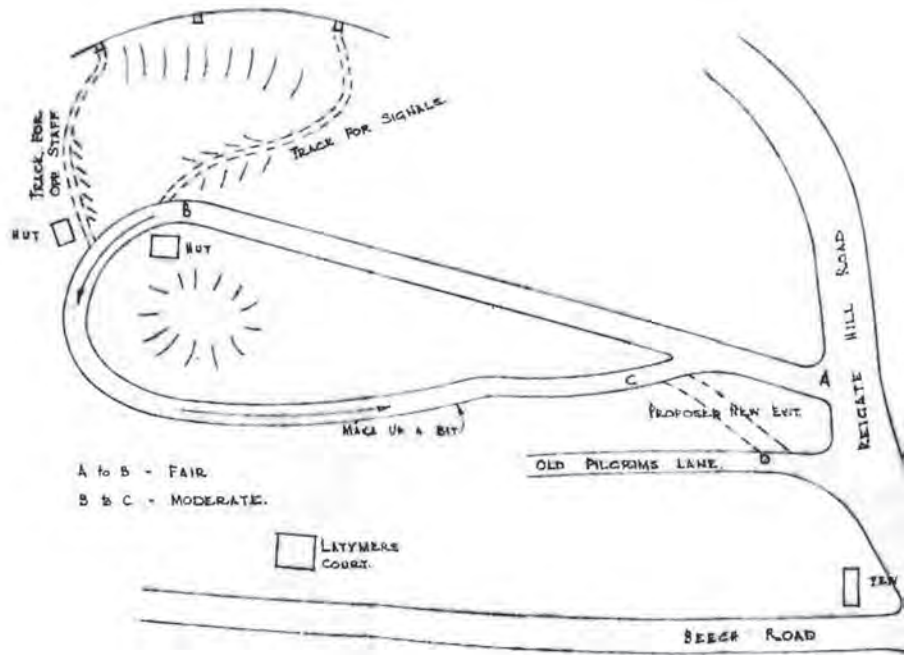 TRACK FOR
OPP STAFF
TRACK FOR SIGNALS
HUT
B
HUT
REIGATE HILL ROAD
C
A
PROPOSED NEW EXIT.
MAKE UP A BIT
OLD PILGRIMS LANE.
D
A to B - FAIR
B to C - MODERATE.
LATYMERS
COURT.
BEECH ROAD